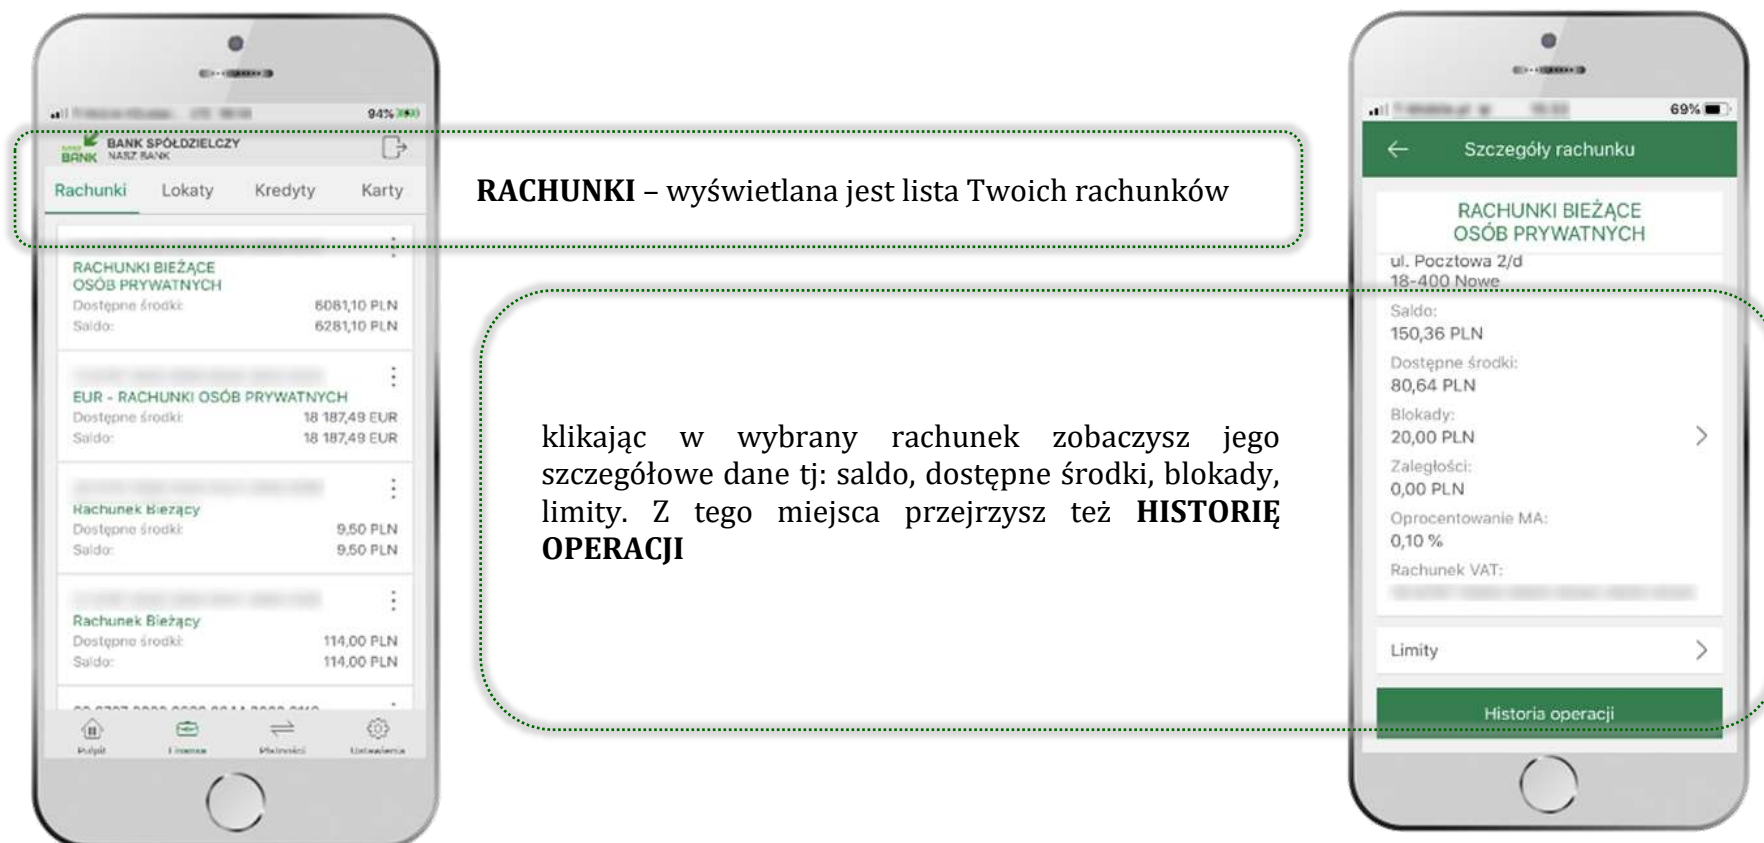 94%
BANK SPÓŁDZIELCZY
BANK NASZ BANK
Rachunki Lokaty Kredyty Karty
RACHUNKI BIEŻĄCE
OSÓB PRYWATNYCH
Dostępne środki: 6081,10 PLN
Saldo: 6281,10 PLN
EUR - RACHUNKI OSÓB PRYWATNYCH
Dostępne środki: 18 187,49 EUR
Saldo: 18 187,49 EUR
Rachunek Bieżący
Dostępne środki: 9,50 PLN
Saldo: 9,50 PLN
Rachunek Bieżący
Dostępne środki: 114,00 PLN
Saldo: 114,00 PLN
Pulpit Finanse Płatności Ustawienia
RACHUNKI – wyświetlana jest lista Twoich rachunków
klikając w wybrany rachunek zobaczysz jego
szczegółowe dane tj: saldo, dostępne środki, blokady,
limity. Z tego miejsca przejrzysz też HISTORIĘ
OPERACJI
69%
Szczegóły rachunku
RACHUNKI BIEŻĄCE
OSÓB PRYWATNYCH
ul. Pocztowa 2/d
18-400 Nowe
Saldo:
150,36 PLN
Dostępne środki:
80,64 PLN
Blokady:
20,00 PLN
Zaległości:
0,00 PLN
Oprocentowanie MA:
0,10 %
Rachunek VAT:
Limity
Historia operacji